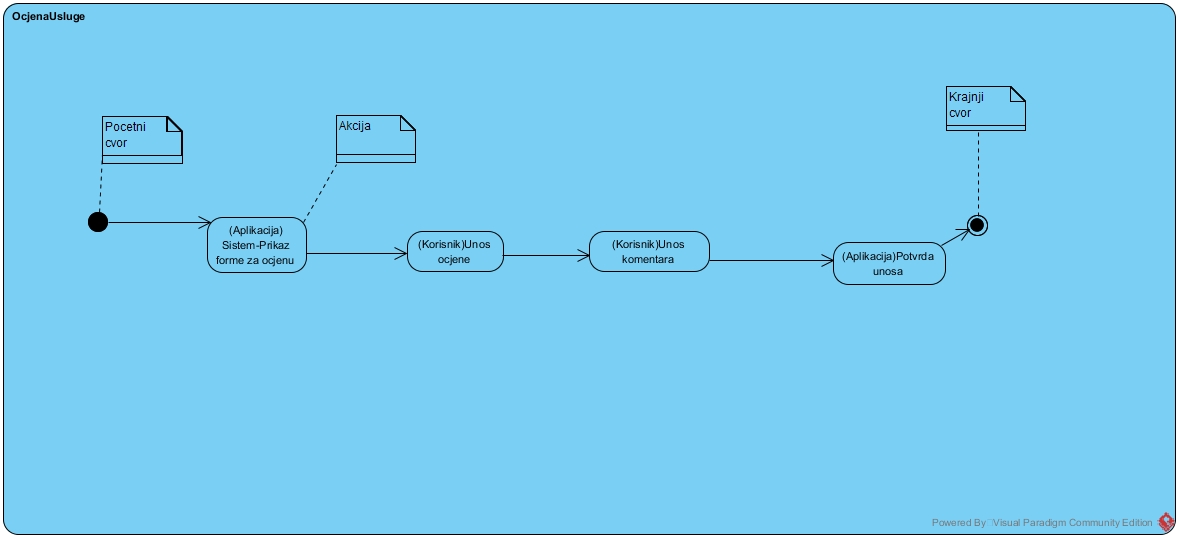 OcjenaUsluge
Pocetni
cvor
Akcija
Krajnji
cvor
(Aplikacija)
Sistem-Prikaz
forme za ocjenu
(Korisnik)Unos
ocjene
(Korisnik)Unos
komentara
(Aplikacija)Potvrda
unosa
Powered By Visual Paradigm Community Edition